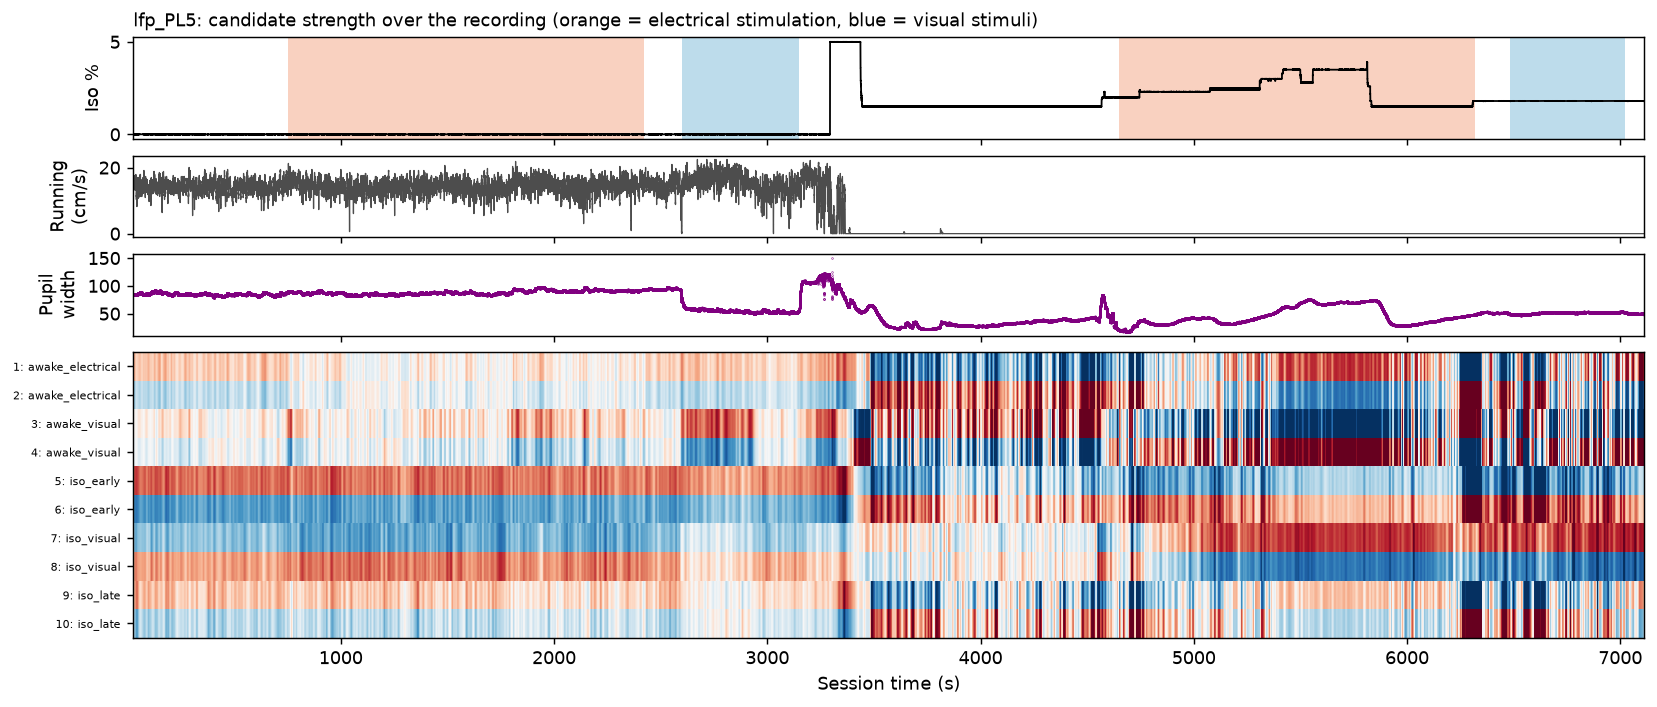 lfp_PL5: candidate strength over the recording (orange = electrical stimulation, blue = visual stimuli)
5
0
Iso %
20
0
Running
(cm/s)
150
100
50
Pupil
width
1: awake_electrical
2: awake_electrical
3: awake_visual
4: awake_visual
5: iso_early
6: iso_early
7: iso_visual
8: iso_visual
9: iso_late
10: iso_late
1000 2000 3000 4000 5000 6000 7000
Session time (s)